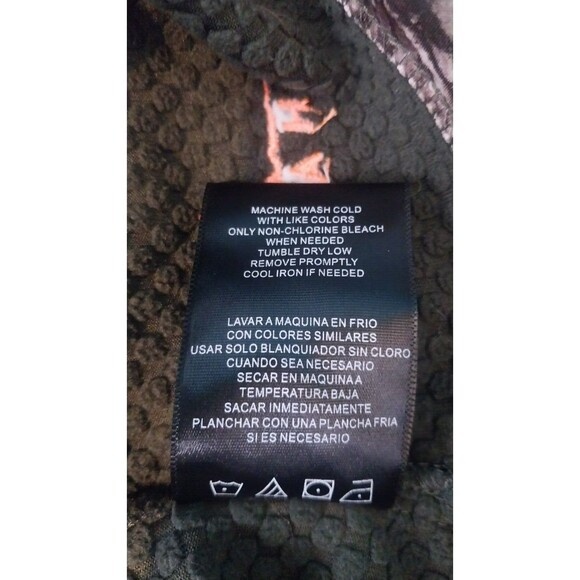 MACHINE WASH COLD
WITH LIKE COLORS
ONLY NON-CHLORINE BLEACH
WHEN NEEDED
TUMBLE DRY LOW
REMOVE PROMPTLY
COOL IRON IF NEEDED
LAVAR A MAQUINA EN FRIO
CON COLORES SIMILARES
USAR SOLO BLANQUIADOR SIN CLORO
CUANDO SEA NECESARIO
SECAR EN MAQUINA A
TEMPERATURA BAJA
SACAR INMEDIATAMENTE
PLANCHAR CON UNA PLANCHA FRIA
SI ES NECESARIO